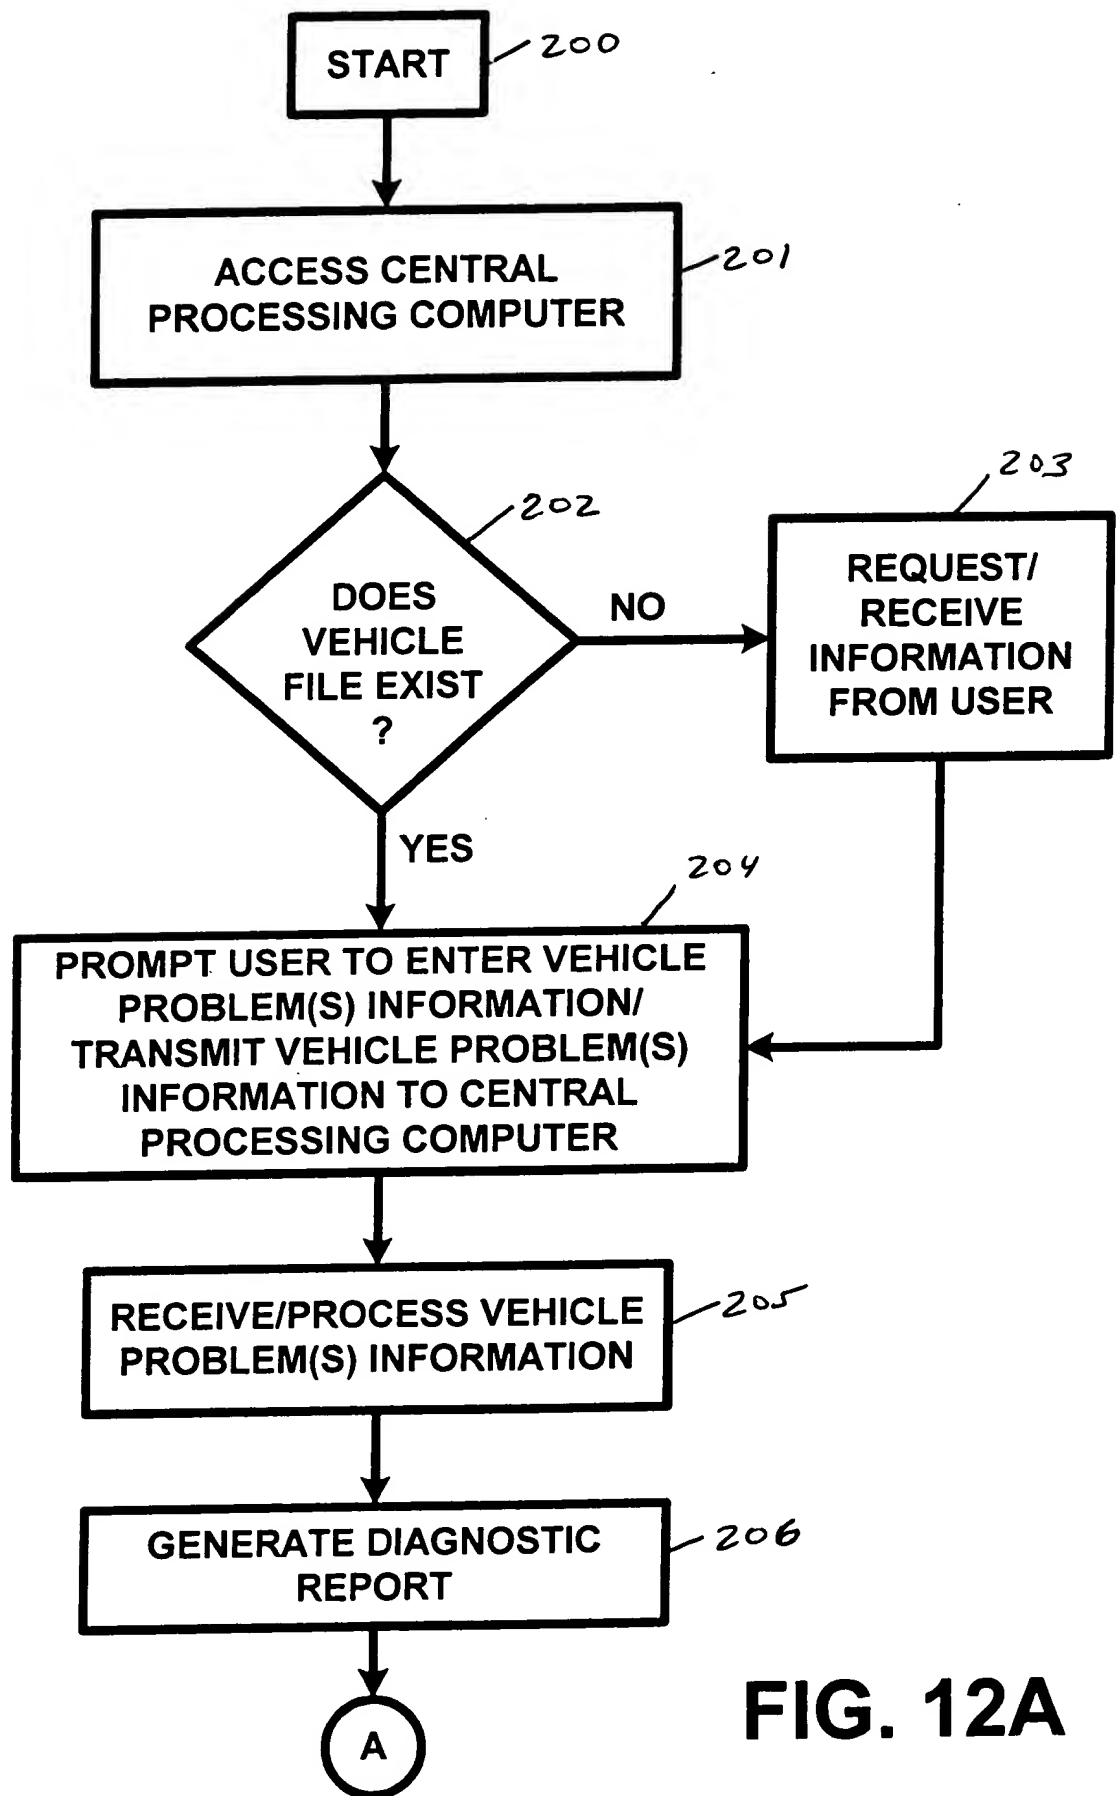 START
200
ACCESS CENTRAL
PROCESSING COMPUTER
201
202
DOES
VEHICLE
FILE EXIST
?
NO
203
REQUEST/
RECEIVE
INFORMATION
FROM USER
YES
204
PROMPT USER TO ENTER VEHICLE
PROBLEM(S) INFORMATION/
TRANSMIT VEHICLE PROBLEM(S)
INFORMATION TO CENTRAL
PROCESSING COMPUTER
RECEIVE/PROCESS VEHICLE
PROBLEM(S) INFORMATION
205
GENERATE DIAGNOSTIC
REPORT
206
A
FIG. 12A